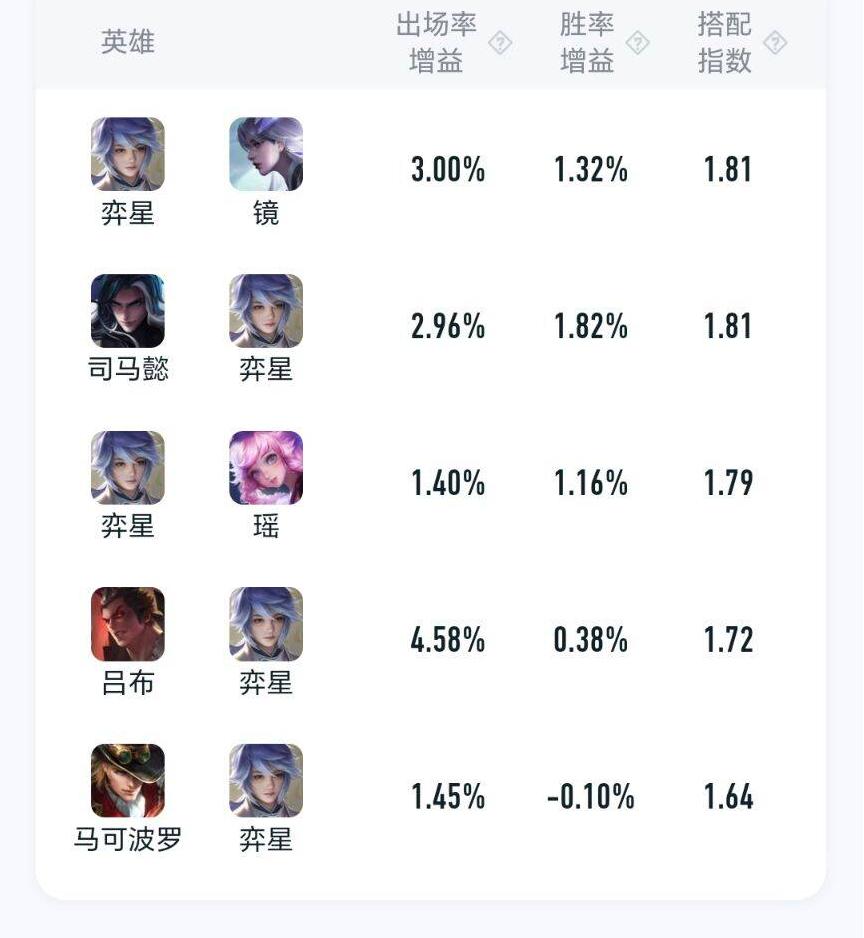 英雄
出场率 胜率 搭配
增益 ? 增益 ? 指数 ?
3.00% 1.32% 1.81
弈星 镜
2.96% 1.82% 1.81
司马懿 弈星
1.40% 1.16% 1.79
弈星 瑶
4.58% 0.38% 1.72
吕布 弈星
1.45% -0.10% 1.64
马可波罗 弈星